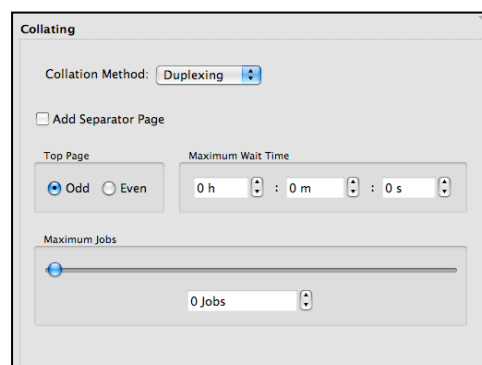 Collating
Collation Method: Duplexing
Add Separator Page
Top Page
Maximum Wait Time
Odd Even
0 h : 0 m : 0 s
Maximum Jobs
0 Jobs